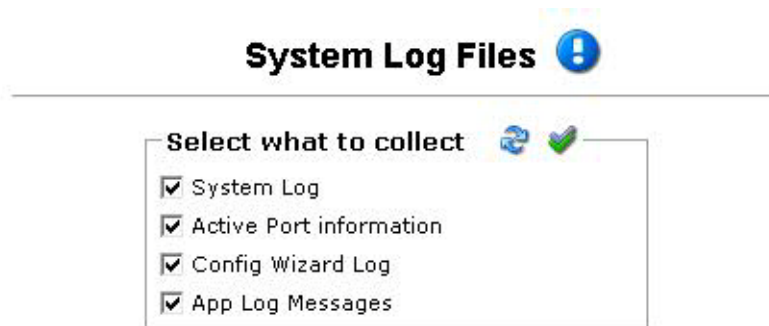 System Log Files
Select what to collect
System Log
Active Port information
Config Wizard Log
App Log Messages